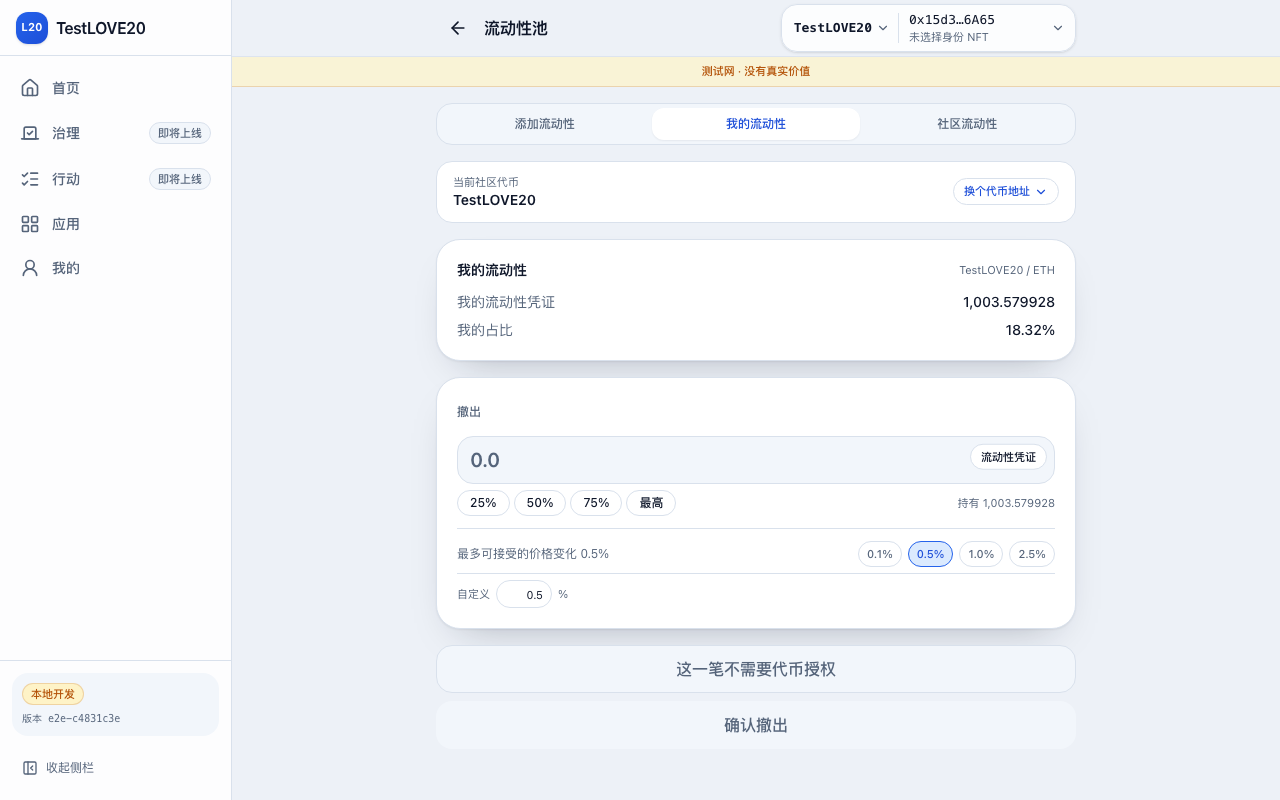 L20 TestLOVE20
首页
治理 即将上线
行动 即将上线
应用
我的
本地开发
版本 e2e-c4831c3e
收起侧栏
流动性池
TestLOVE20
0x15d3…6A65
未选择身份 NFT
测试网 · 没有真实价值
添加流动性 我的流动性 社区流动性
当前社区代币
TestLOVE20
换个代币地址
我的流动性 TestLOVE20 / ETH
我的流动性凭证 1,003.579928
我的占比 18.32%
撤出
0.0 流动性凭证
25% 50% 75% 最高 持有 1,003.579928
最多可接受的价格变化 0.5% 0.1% 0.5% 1.0% 2.5%
自定义 0.5 %
这一笔不需要代币授权
确认撤出